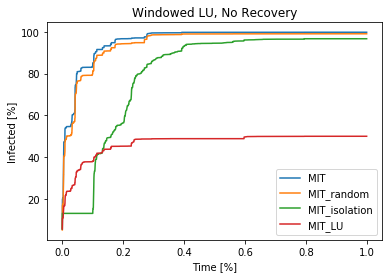 Windowed LU, No Recovery
Infected [%]
100
80
60
40
20
0.0
0.2
0.4
0.6
0.8
1.0
Time [%]
MIT
MIT_random
MIT_isolation
MIT_LU